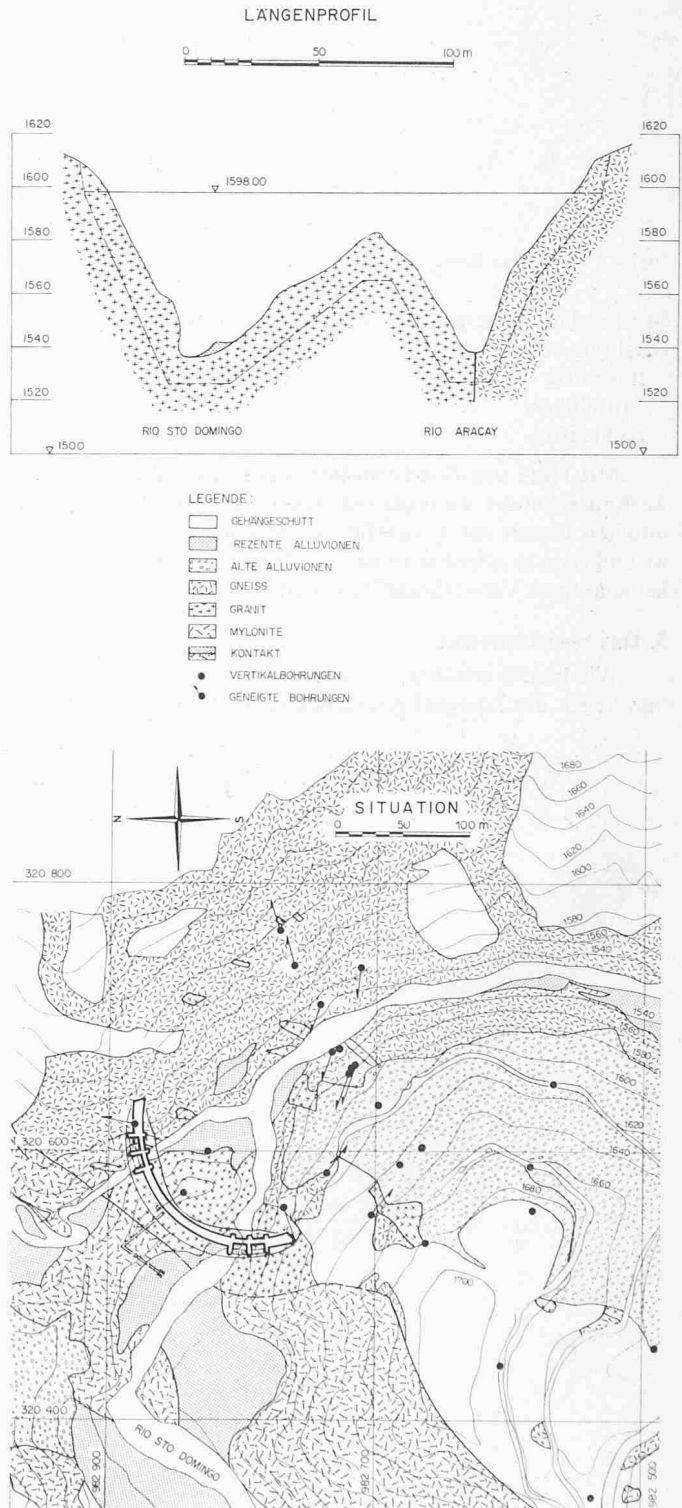 LÄNGENPROFIL
0 50 100 m
1620 1620
1600 1598.00 1600
1580 1580
1560 1560
1540 1540
1520 1520
RIO STO DOMINGO RIO ARACAY
1500 1500
LEGENDE:
GEHÄNGESCHUTT
REZENTE ALLUVIONEN
ALTE ALLUVIONEN
GNEISS
GRANIT
MYLONITE
KONTAKT
VERTIKALBOHRUNGEN
GENEIGTE BOHRUNGEN
SITUATION
0 50 100 m
N S
1680
1660
1640
1620
1600
320 800
1580
1560
1540
1540
1560
1580
1600
320 600
1620
1640
1660
1680
1700
320 400
RIO STO DOMINGO
982 900
982 700
982 500